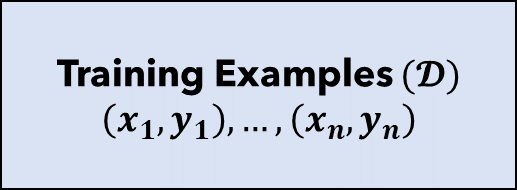 Training Examples (𝒟)
(x₁, y₁), ..., (xₙ, yₙ)